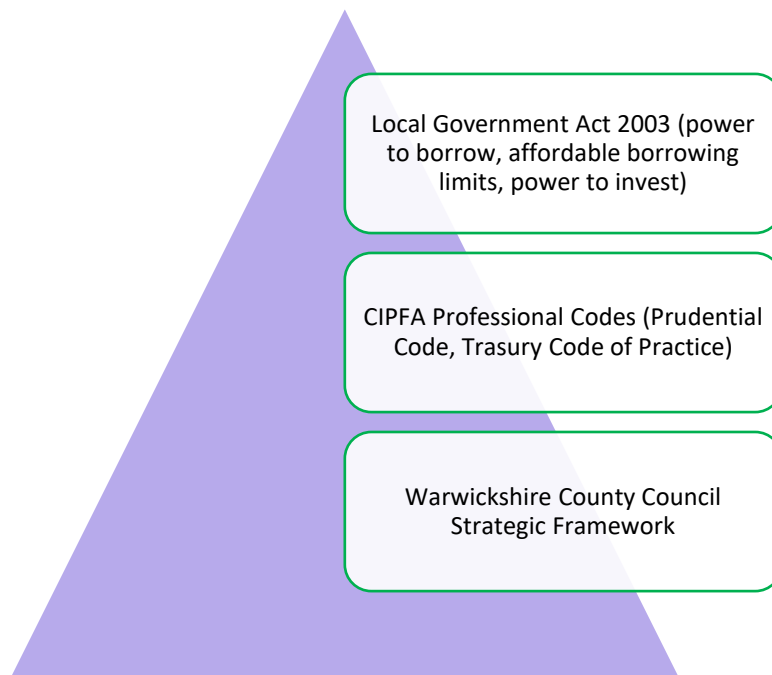 Local Government Act 2003 (power
to borrow, affordable borrowing
limits, power to invest)
CIPFA Professional Codes (Prudential
Code, Trasury Code of Practice)
Warwickshire County Council
Strategic Framework